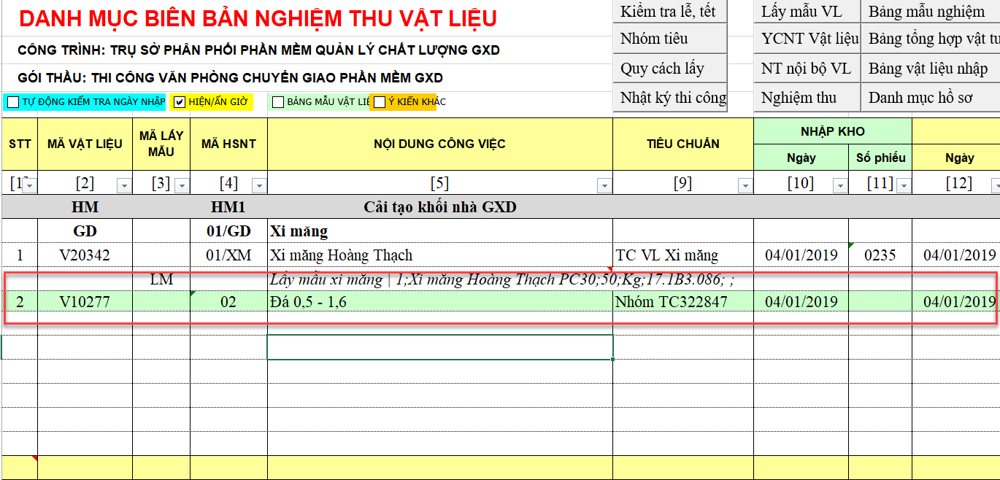 DANH MỤC BIÊN BẢN NGHIỆM THU VẬT LIỆU
CÔNG TRÌNH: TRỤ SỞ PHÂN PHỐI PHẦN MỀM QUẢN LÝ CHẤT LƯỢNG GXD
GÓI THẦU: THI CÔNG VĂN PHÒNG CHUYỂN GIAO PHẦN MỀM GXD
Kiểm tra lễ, tết Lấy mẫu VL Bảng mẫu nghiệm
Nhóm tiêu YCNT Vật liệu Bảng tổng hợp vật tư
Quy cách lấy NT nội bộ VL Bảng vật liệu nhập
Nhật ký thi công Nghiệm thu Danh mục hồ sơ
TỰ ĐỘNG KIỂM TRA NGÀY NHẬP HIỆN/ẨN GIỜ BẢNG MẪU VẬT LIỆ Ý KIẾN KHÁC
STT MÃ VẬT LIỆU MÃ LẤY MẪU MÃ HSNT NỘI DUNG CÔNG VIỆC TIÊU CHUẨN NHẬP KHO
Ngày Số phiếu Ngày
[1] [2] [3] [4] [5] [9] [10] [11] [12]
HM HM1 Cải tạo khối nhà GXD
GD 01/GD Xi măng
1 V20342 01/XM Xi măng Hoàng Thạch TC VL Xi măng 04/01/2019 0235 04/01/2019
LM Lấy mẫu xi măng | 1;Xi măng Hoàng Thạch PC30;50;Kg;17.1B3.086; ;
2 V10277 02 Đá 0,5 - 1,6 Nhóm TC322847 04/01/2019 04/01/2019